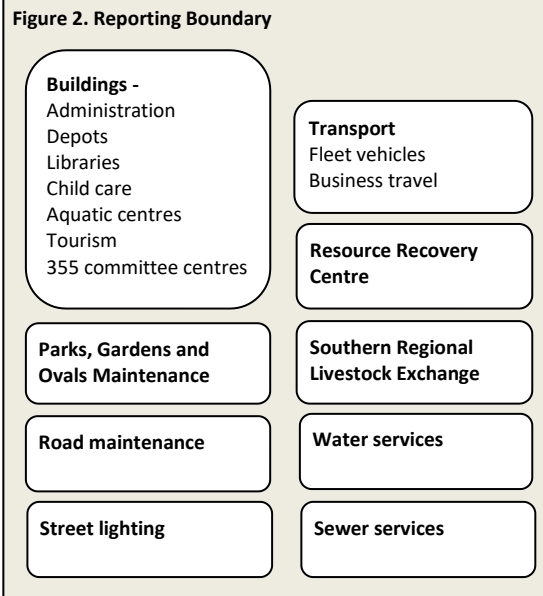 Figure 2. Reporting Boundary
Buildings -
Administration
Depots
Libraries
Child care
Aquatic centres
Tourism
355 committee centres
Parks, Gardens and
Ovals Maintenance
Road maintenance
Street lighting
Transport
Fleet vehicles
Business travel
Resource Recovery
Centre
Southern Regional
Livestock Exchange
Water services
Sewer services